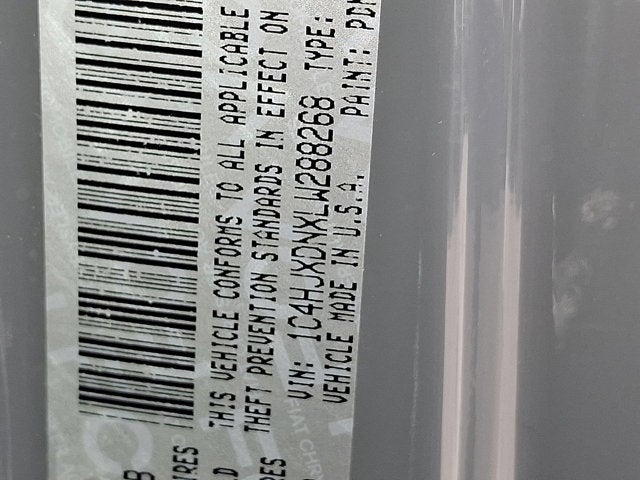 THIS VEHICLE CONFORMS TO ALL APPLICABLE
THEFT PREVENTION STANDARDS IN EFFECT ON
VIN: 1C4HJXDNXLW288268 TYPE:
VEHICLE MADE IN U.S.A. PAINT: